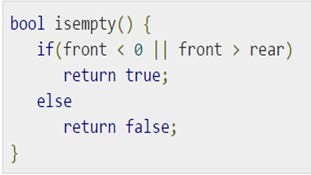 bool isempty() {
if(front < 0 || front > rear)
return true;
else
return false;
}